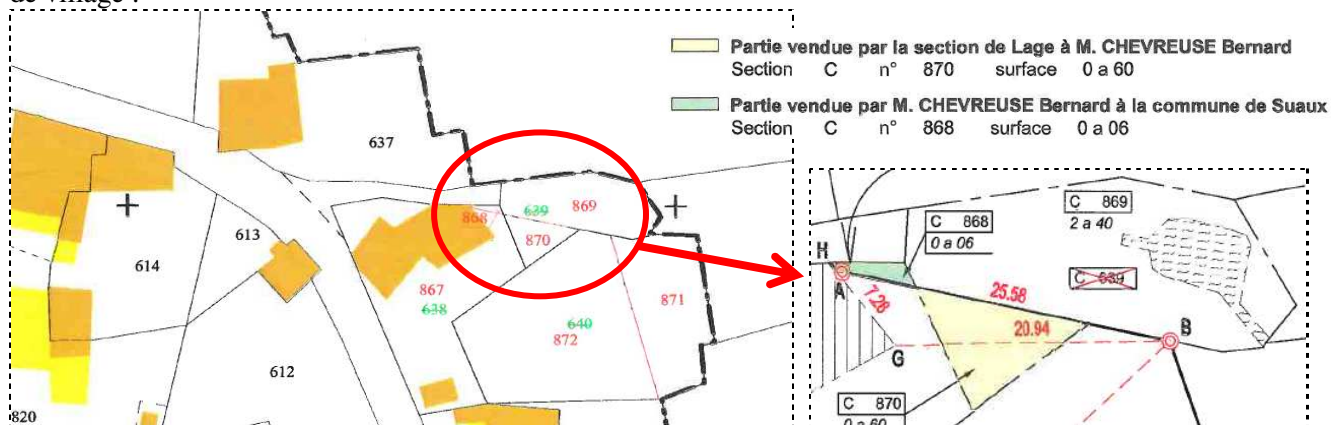 de village :
Partie vendue par la section de Lage à M. CHEVREUSE Bernard
Section C n° 870 surface 0 a 60
Partie vendue par M. CHEVREUSE Bernard à la commune de Suaux
Section C n° 868 surface 0 a 06
637
868
639
869
613
870
614
867
638
871
640
872
612
820
C 869
2 a 40
C 868
0 a 06
H
C 639
A
7.28
25.58
20.94
B
G
C 870
0 a 60